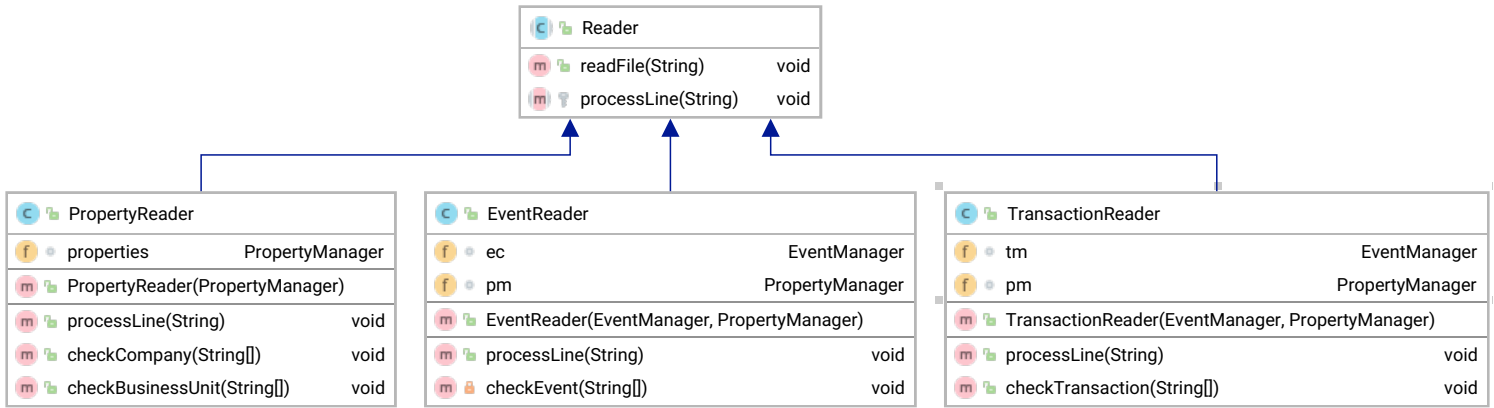 C Reader
m readFile(String) void
m processLine(String) void
C PropertyReader
f properties PropertyManager
m PropertyReader(PropertyManager)
m processLine(String) void
m checkCompany(String[]) void
m checkBusinessUnit(String[]) void
C EventReader
f ec EventManager
f pm PropertyManager
m EventReader(EventManager, PropertyManager)
m processLine(String) void
m checkEvent(String[]) void
C TransactionReader
f tm EventManager
f pm PropertyManager
m TransactionReader(EventManager, PropertyManager)
m processLine(String) void
m checkTransaction(String[]) void